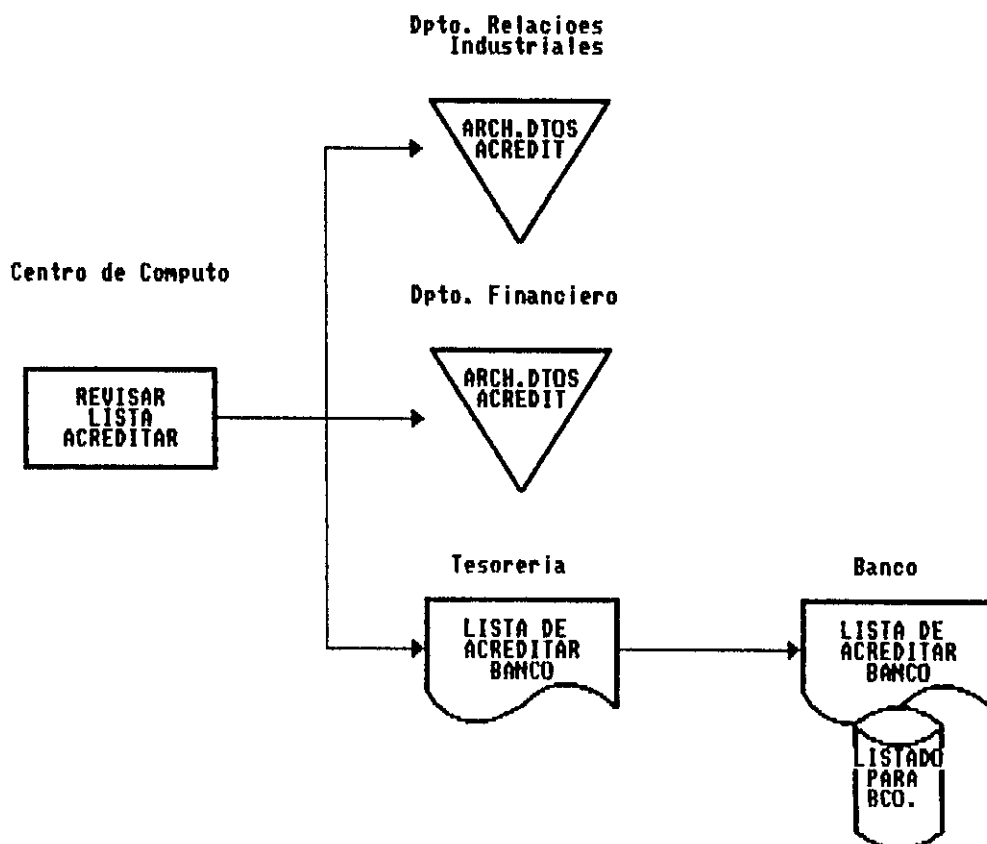 Dpto. Relacioes
Industriales
ARCH.DTOS
ACREDIT
Centro de Computo
Dpto. Financiero
REVISAR
LISTA
ACREDITAR
ARCH.DTOS
ACREDIT
Tesoreria
Banco
LISTA DE
ACREDITAR
BANCO
LISTA DE
ACREDITAR
BANCO
LISTADO
PARA
BCO.